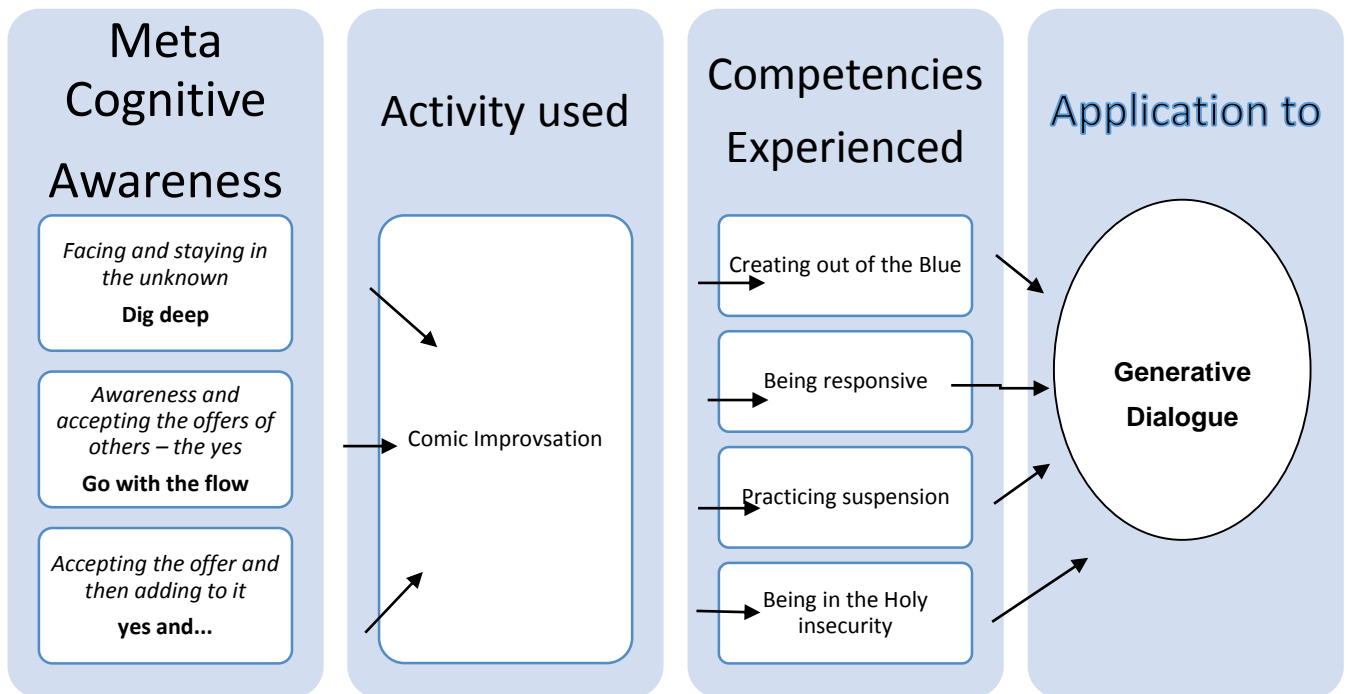 Meta
Cognitive
Awareness
Facing and staying in
the unknown
Dig deep
Awareness and
accepting the offers of
others – the yes
Go with the flow
Accepting the offer and
then adding to it
yes and...
Activity used
Comic Improvsation
Competencies
Experienced
Creating out of the Blue
Being responsive
Practicing suspension
Being in the Holy
insecurity
Application to
Generative
Dialogue